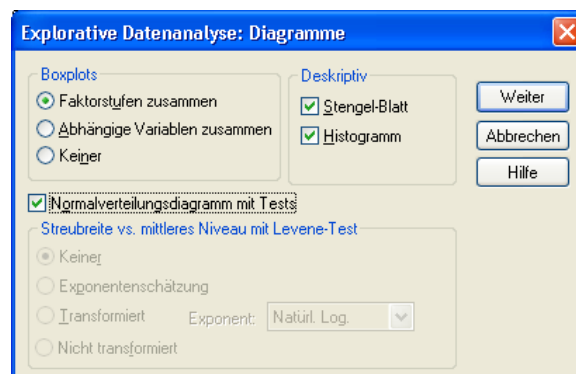 Explorative Datenanalyse: Diagramme
Boxplots
Faktorstufen zusammen
Abhängige Variablen zusammen
Keiner
Deskriptiv
Stengel-Blatt
Histogramm
Weiter
Abbrechen
Hilfe
Normalverteilungsdiagramm mit Tests
Streubreite vs. mittleres Niveau mit Levene-Test
Keiner
Exponentenschätzung
Transformiert Exponent: Natürl. Log.
Nicht transformiert